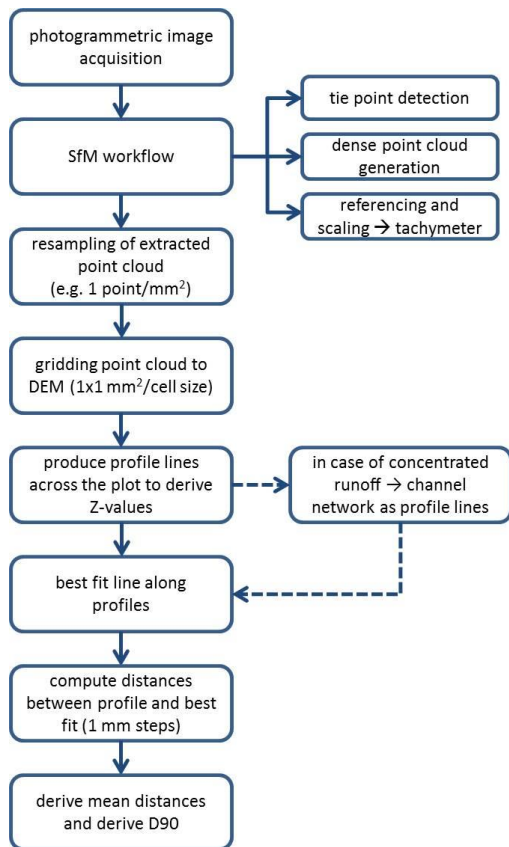 photogrammetric image
acquisition
SfM workflow
tie point detection
dense point cloud
generation
referencing and
scaling → tachymeter
resampling of extracted
point cloud
(e.g. 1 point/mm²)
gridding point cloud to
DEM (1x1 mm²/cell size)
produce profile lines
across the plot to derive
Z-values
in case of concentrated
runoff → channel
network as profile lines
best fit line along
profiles
compute distances
between profile and best
fit (1 mm steps)
derive mean distances
and derive D90